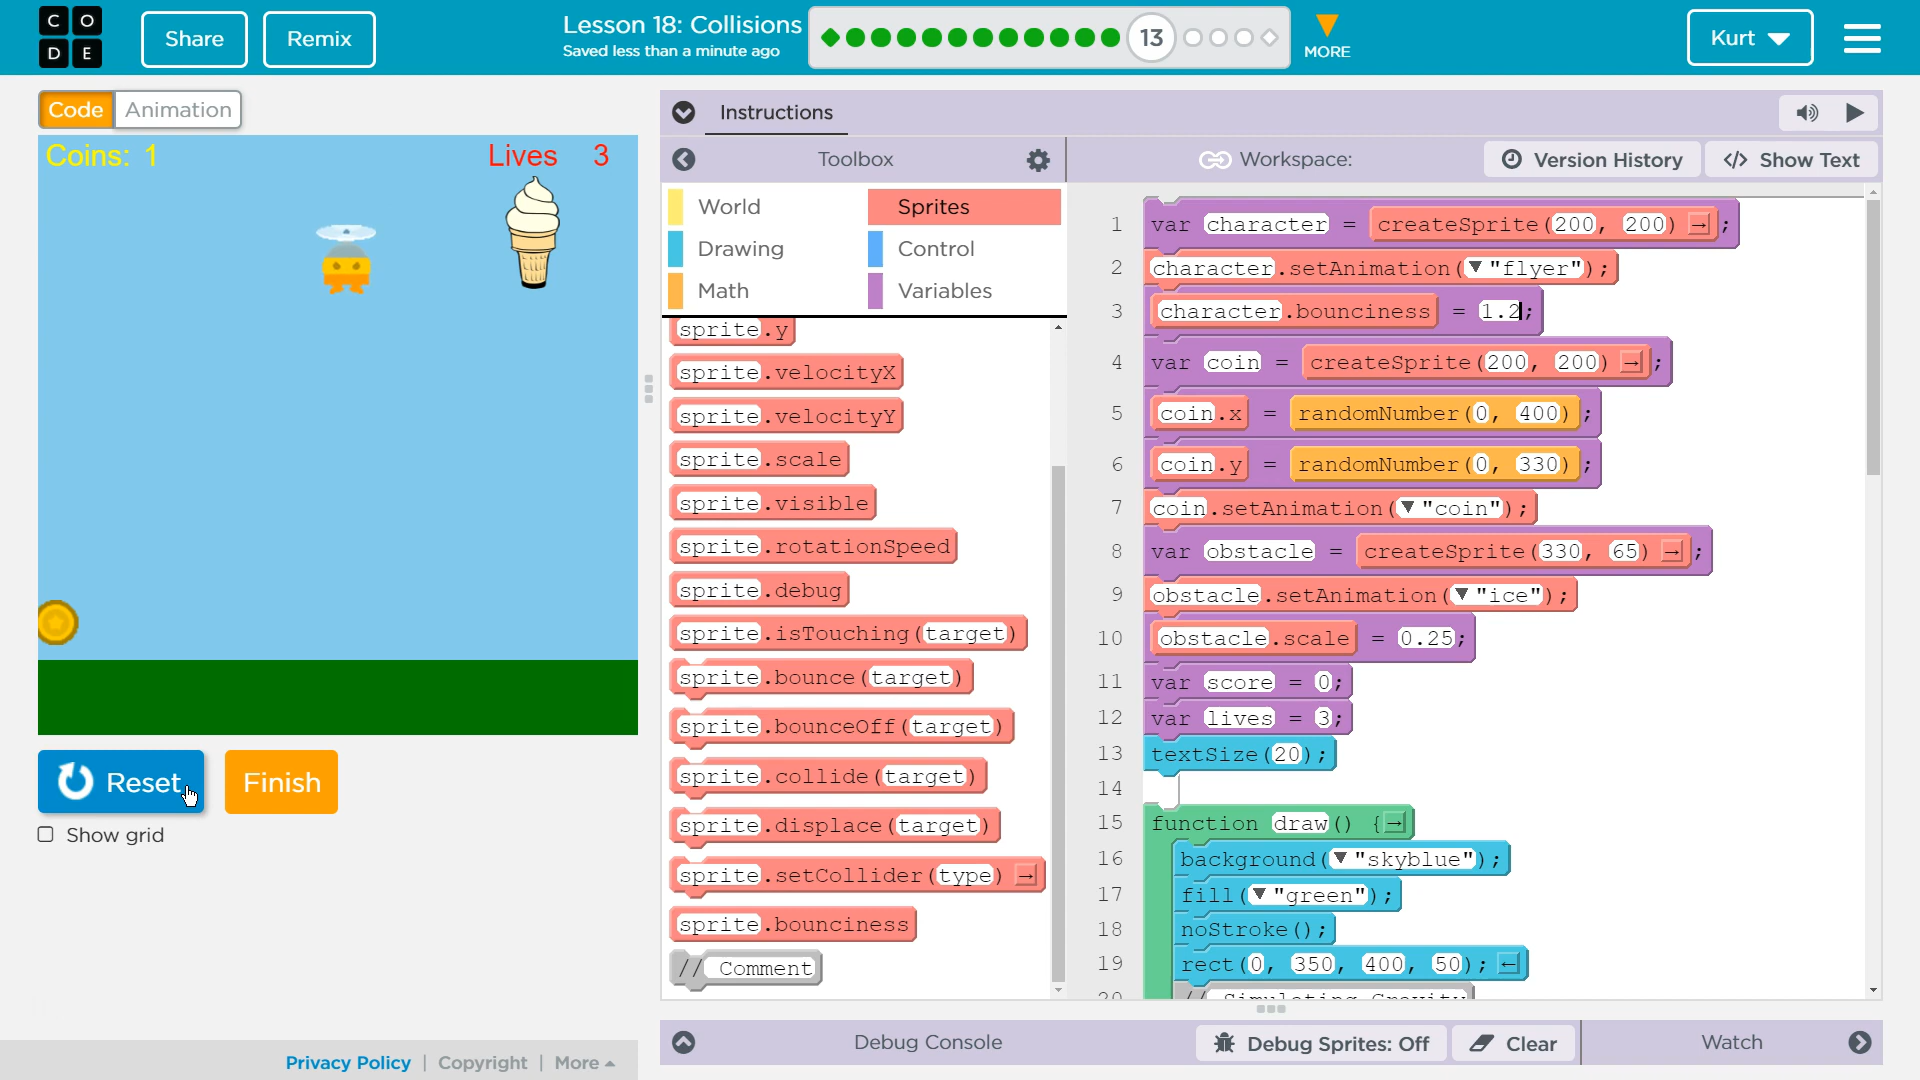 CODE
Share
Remix
Lesson 18: Collisions
Saved less than a minute ago
13
MORE
Kurt
Code
Animation
Coins: 1
Lives 3
Reset
Finish
Show grid
Privacy Policy | Copyright | More
Instructions
Toolbox
World
Sprites
Drawing
Control
Math
Variables
sprite.y
sprite.velocityX
sprite.velocityY
sprite.scale
sprite.visible
sprite.rotationSpeed
sprite.debug
sprite.isTouching(target)
sprite.bounce(target)
sprite.bounceOff(target)
sprite.collide(target)
sprite.displace(target)
sprite.setCollider(type)
sprite.bounciness
// Comment
Workspace:
Version History
</> Show Text
1 var character = createSprite(200, 200);
2 character.setAnimation("flyer");
3 character.bounciness = 1.2;
4 var coin = createSprite(200, 200);
5 coin.x = randomNumber(0, 400);
6 coin.y = randomNumber(0, 330);
7 coin.setAnimation("coin");
8 var obstacle = createSprite(330, 65);
9 obstacle.setAnimation("ice");
10 obstacle.scale = 0.25;
11 var score = 0;
12 var lives = 3;
13 textSize(20);
14
15 function draw() {
16 background("skyblue");
17 fill("green");
18 noStroke();
19 rect(0, 350, 400, 50);
20 // Simulating Gravity
Debug Console
Debug Sprites: Off
Clear
Watch